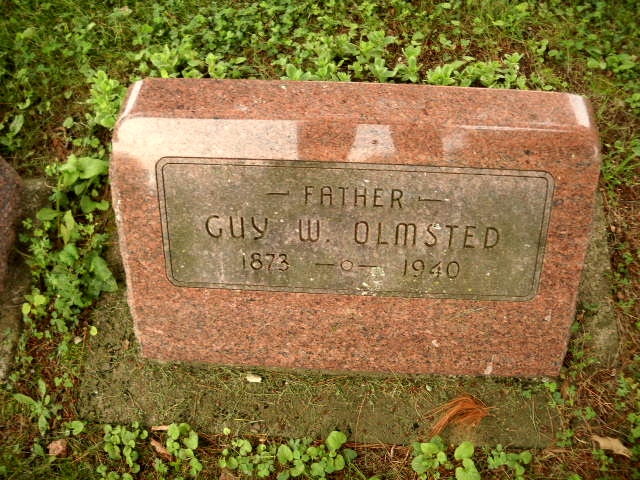 — FATHER —
GUY W. OLMSTED
1873 —o— 1940